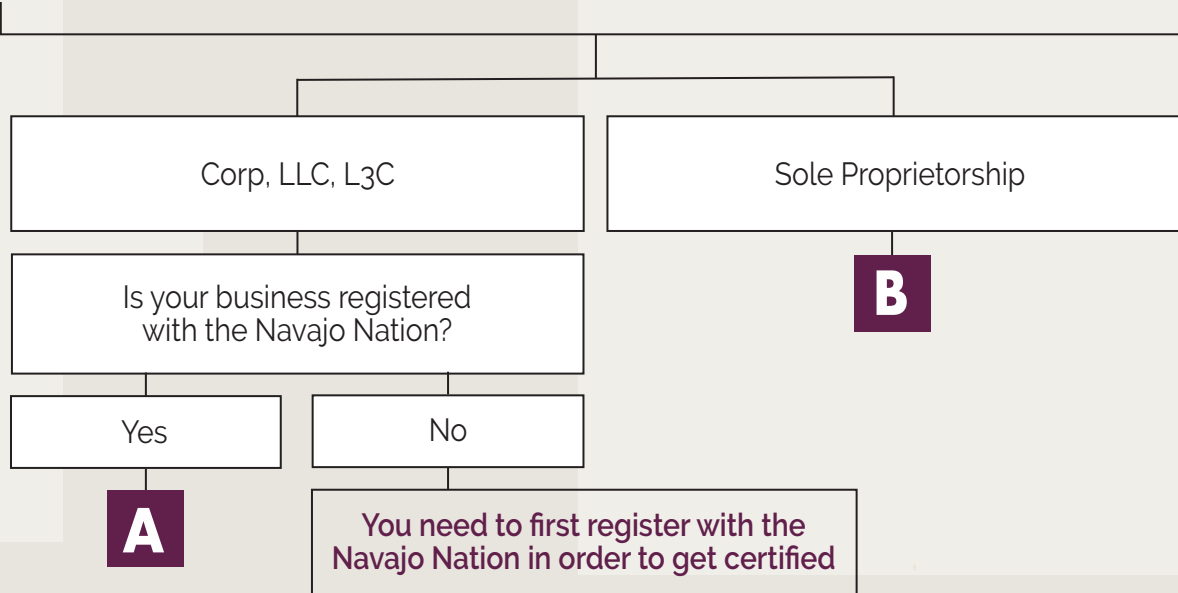 Corp, LLC, L3C
Sole Proprietorship
Is your business registered
with the Navajo Nation?
B
Yes
No
A
You need to first register with the
Navajo Nation in order to get certified